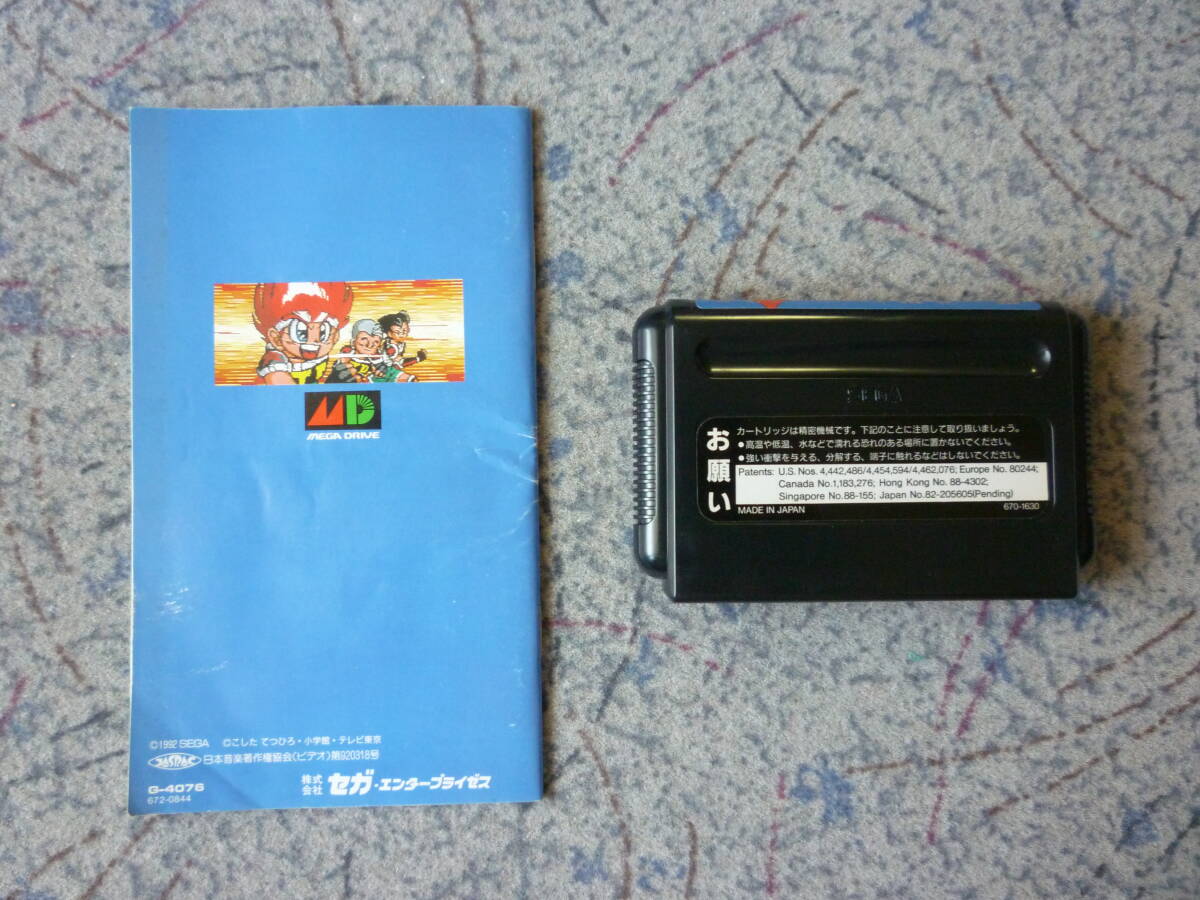 MD
MEGA DRIVE
©1992 SEGA ©こした てつひろ・小学館・テレビ東京
JASRAC 日本音楽著作権協会(ビデオ)第920318号
G-4076
672-0844
株式会社 セガ・エンタープライゼス
SEGA
お願い
カートリッジは精密機械です。下記のことに注意して取り扱いましょう。
●高温や低温、水などで濡れる恐れのある場所に置かないでください。
●強い衝撃を与える、分解する、端子に触れるなどはしないでください。
Patents: U.S. Nos. 4,442,486/4,454,594/4,462,076; Europe No. 80244;
Canada No.1,183,276; Hong Kong No. 88-4302;
Singapore No.88-155; Japan No.82-205605(Pending)
MADE IN JAPAN
670-1630